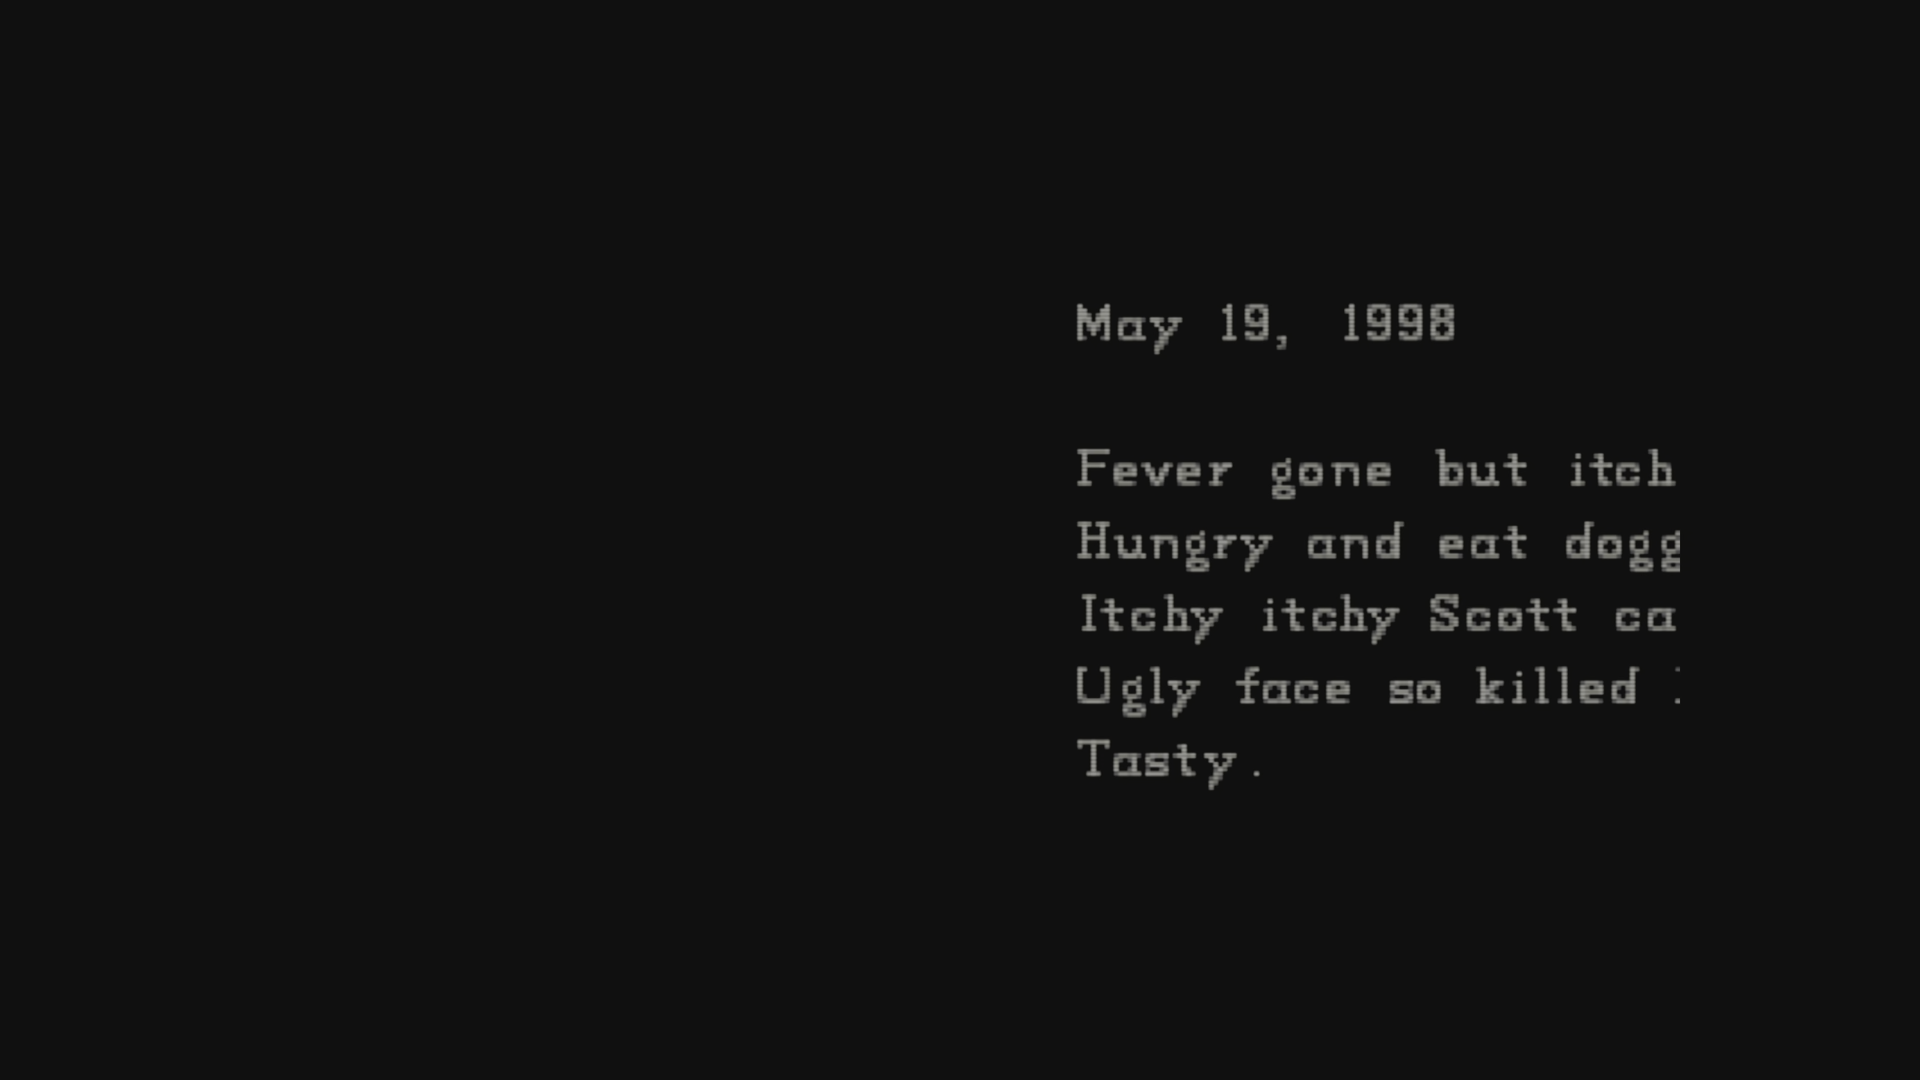 May 19, 1998
Fever gone but itch
Hungry and eat dogg
Itchy itchy Scott ca
Ugly face so killed
Tasty.